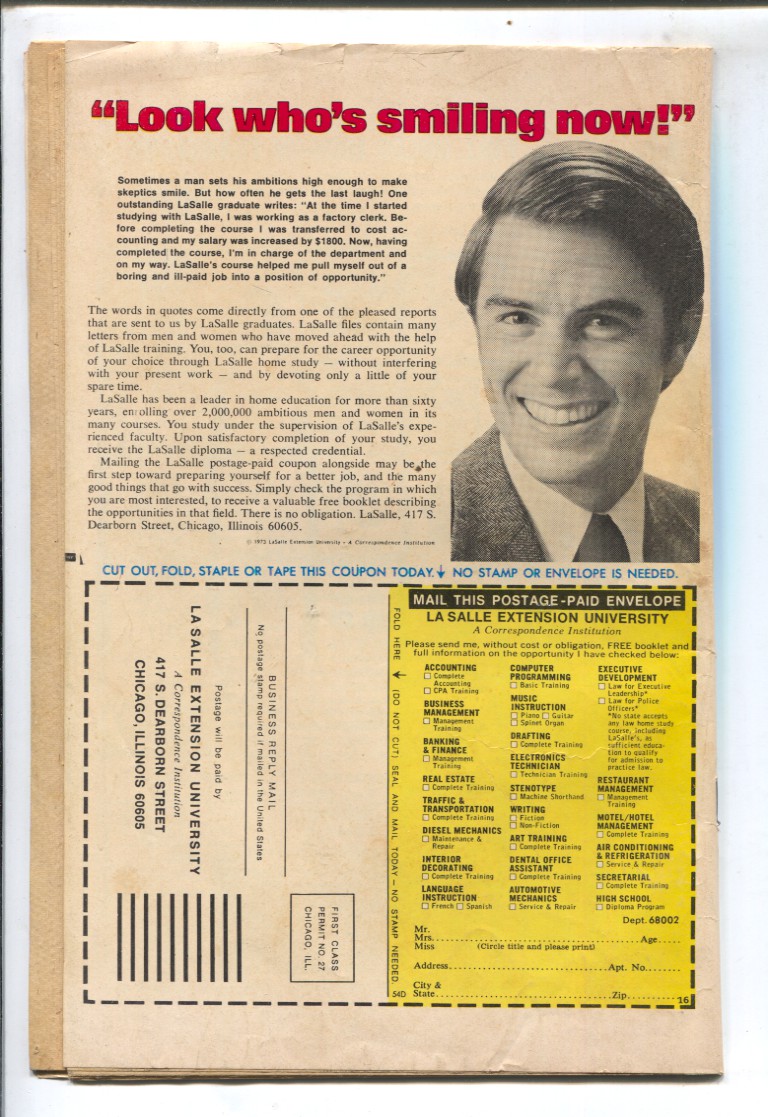 “Look who’s smiling now!”
Sometimes a man sets his ambitions high enough to make
skeptics smile. But how often he gets the last laugh! One
outstanding LaSalle graduate writes: “At the time I started
studying with LaSalle, I was working as a factory clerk. Be-
fore completing the course I was transferred to cost ac-
counting and my salary was increased by $1800. Now, having
completed the course, I’m in charge of the department and
on my way. LaSalle’s course helped me pull myself out of a
boring and ill-paid job into a position of opportunity.”
The words in quotes come directly from one of the pleased reports
that are sent to us by LaSalle graduates. LaSalle files contain many
letters from men and women who have moved ahead with the help
of LaSalle training. You, too, can prepare for the career opportunity
of your choice through LaSalle home study — without interfering
with your present work — and by devoting only a little of your
spare time.
LaSalle has been a leader in home education for more than sixty
years, enrolling over 2,000,000 ambitious men and women in its
many courses. You study under the supervision of LaSalle’s expe-
rienced faculty. Upon satisfactory completion of your study, you
receive the LaSalle diploma — a respected credential.
Mailing the LaSalle postage-paid coupon alongside may be the
first step toward preparing yourself for a better job, and the many
good things that go with success. Simply check the program in which
you are most interested, to receive a valuable free booklet describing
the opportunities in that field. There is no obligation. LaSalle, 417 S.
Dearborn Street, Chicago, Illinois 60605.
LaSalle Extension University • A Correspondence Institution
CUT OUT, FOLD, STAPLE OR TAPE THIS COUPON TODAY. NO STAMP OR ENVELOPE IS NEEDED.
BUSINESS REPLY MAIL
No postage stamp required if mailed in the United States
Postage will be paid by
LA SALLE EXTENSION UNIVERSITY
A Correspondence Institution
417 S. DEARBORN STREET
CHICAGO, ILLINOIS 60605
FIRST CLASS
PERMIT NO. 27
CHICAGO, ILL.
FOLD HERE (DO NOT CUT) SEAL AND MAIL TODAY — NO STAMP NEEDED.
54D
MAIL THIS POSTAGE-PAID ENVELOPE
LA SALLE EXTENSION UNIVERSITY
A Correspondence Institution
Please send me, without cost or obligation, FREE booklet and
full information on the opportunity I have checked below:
ACCOUNTING
Complete
Accounting
CPA Training
BUSINESS
MANAGEMENT
Management
Training
BANKING
& FINANCE
Management
Training
REAL ESTATE
Complete Training
TRAFFIC &
TRANSPORTATION
Complete Training
DIESEL MECHANICS
Maintenance &
Repair
INTERIOR
DECORATING
Complete Training
LANGUAGE
INSTRUCTION
French Spanish
COMPUTER
PROGRAMMING
Basic Training
MUSIC
INSTRUCTION
Piano Guitar
Spinet Organ
DRAFTING
Complete Training
ELECTRONICS
TECHNICIAN
Technician Training
STENOTYPE
Machine Shorthand
WRITING
Fiction
Non-Fiction
ART TRAINING
Complete Training
DENTAL OFFICE
ASSISTANT
Complete Training
AUTOMOTIVE
MECHANICS
Service & Repair
EXECUTIVE
DEVELOPMENT
Law for Executive
Leadership*
Law for Police
Officers*
*No state accepts
any law home study
course, including
LaSalle's, as
sufficient educa-
tion to qualify
for admission to
practice law.
RESTAURANT
MANAGEMENT
Management
Training
MOTEL/HOTEL
MANAGEMENT
Complete Training
AIR CONDITIONING
& REFRIGERATION
Service & Repair
SECRETARIAL
Complete Training
HIGH SCHOOL
Diploma Program
Dept. 68002
Mr.
Mrs. Age
Miss (Circle title and please print)
Address Apt. No.
City &
State Zip
16